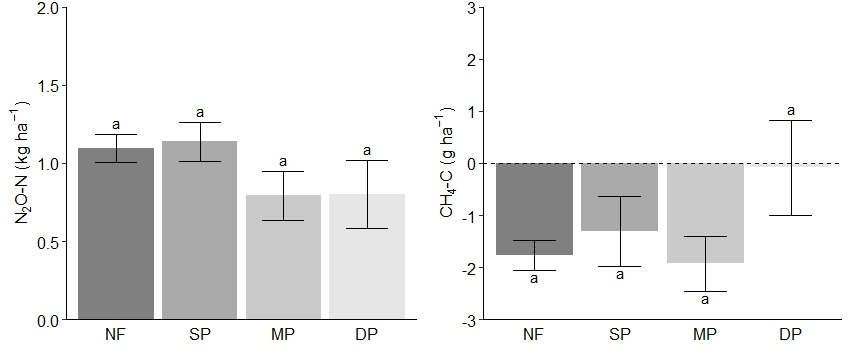 N₂O-N (kg ha⁻¹)
2.0
1.5
1.0
0.5
0.0
a
a
a
a
NF
SP
MP
DP
CH₄-C (g ha⁻¹)
3
2
1
0
-1
-2
-3
a
a
a
a
NF
SP
MP
DP